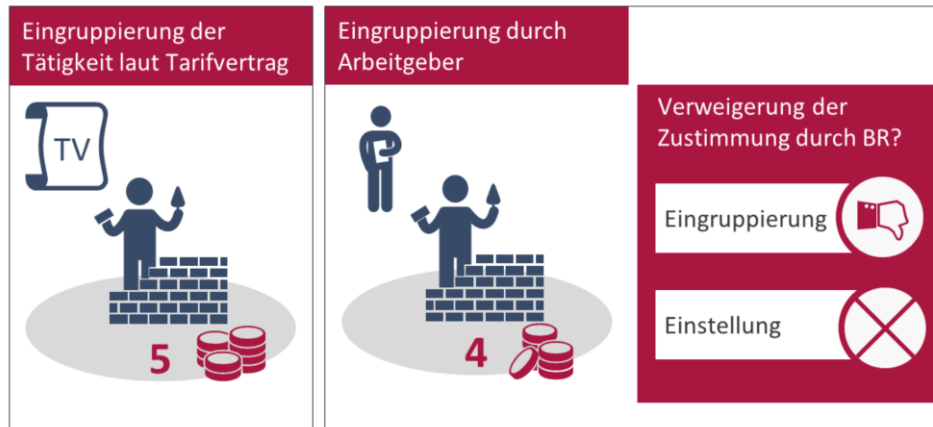 Eingruppierung der
Tätigkeit laut Tarifvertrag
TV
5
Eingruppierung durch
Arbeitgeber
4
Verweigerung der
Zustimmung durch BR?
Eingruppierung
Einstellung